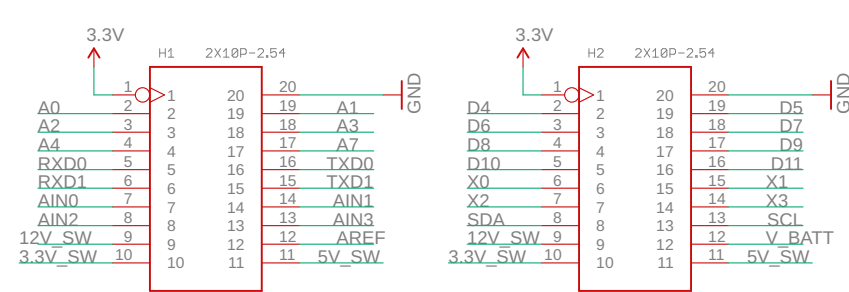 3.3V
H1 2X10P-2.54
1 1 20 20 GND
A0 2 2 19 19 A1
A2 3 3 18 18 A3
A4 4 4 17 17 A7
RXD0 5 5 16 16 TXD0
RXD1 6 6 15 15 TXD1
AIN0 7 7 14 14 AIN1
AIN2 8 8 13 13 AIN3
12V_SW 9 9 12 12 AREF
3.3V_SW 10 10 11 11 5V_SW
3.3V
H2 2X10P-2.54
1 1 20 20 GND
D4 2 2 19 19 D5
D6 3 3 18 18 D7
D8 4 4 17 17 D9
D10 5 5 16 16 D11
X0 6 6 15 15 X1
X2 7 7 14 14 X3
SDA 8 8 13 13 SCL
12V_SW 9 9 12 12 V_BATT
3.3V_SW 10 10 11 11 5V_SW